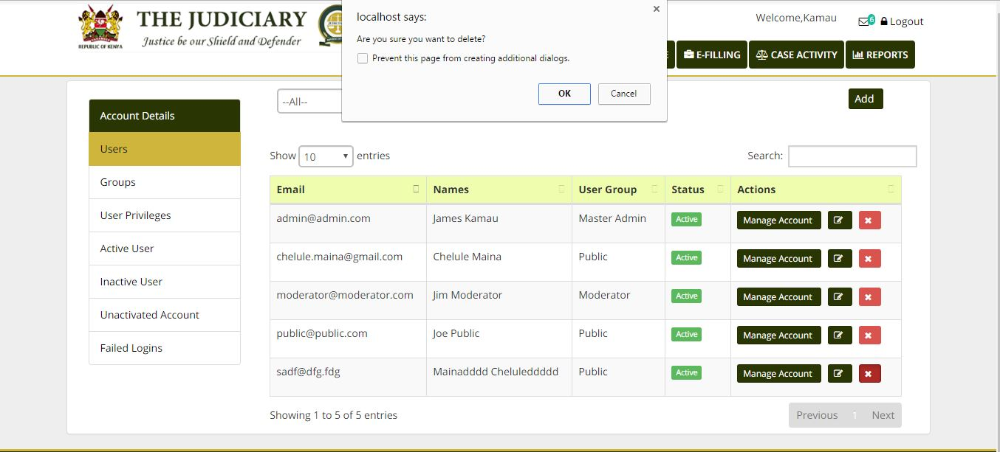 THE JUDICIARY
Justice be our Shield and Defender
REPUBLIC OF KENYA
localhost says:
Are you sure you want to delete?
Prevent this page from creating additional dialogs.
OK Cancel
Welcome,Kamau
6 Logout
E-FILLING CASE ACTIVITY REPORTS
Account Details
Users
Groups
User Privileges
Active User
Inactive User
Unactivated Account
Failed Logins
--All--
Add
Show 10 entries
Search:
Email Names User Group Status Actions
admin@admin.com James Kamau Master Admin Active Manage Account
chelule.maina@gmail.com Chelule Maina Public Active Manage Account
moderator@moderator.com Jim Moderator Moderator Active Manage Account
public@public.com Joe Public Public Active Manage Account
sadf@dfg.fdg Mainadddd Cheluleddddd Public Active Manage Account
Showing 1 to 5 of 5 entries
Previous 1 Next